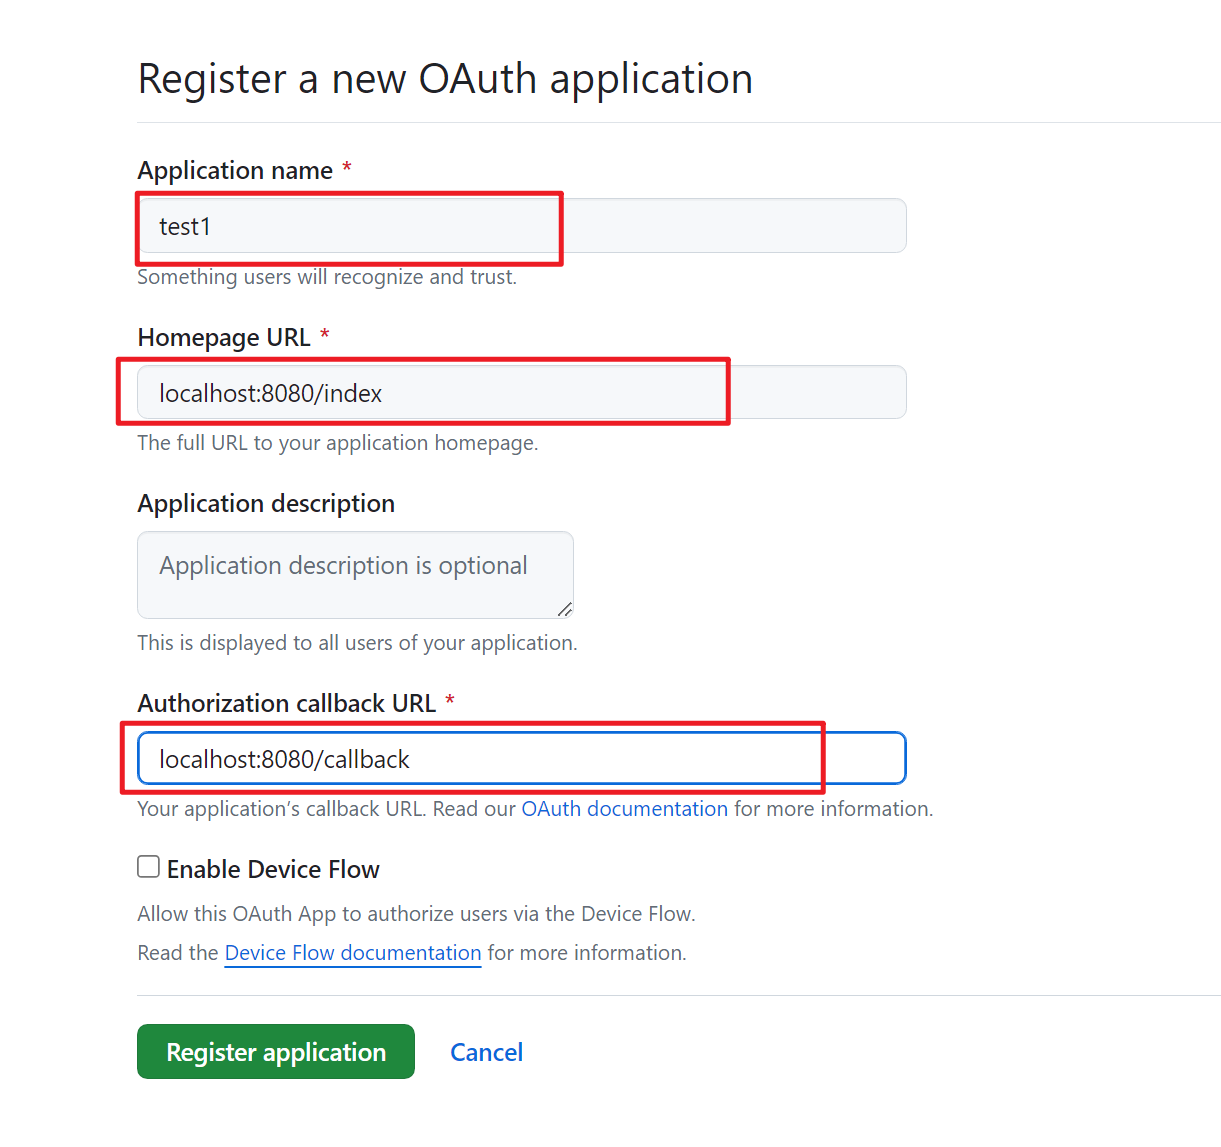 Register a new OAuth application
Application name *
test1
Something users will recognize and trust.
Homepage URL *
localhost:8080/index
The full URL to your application homepage.
Application description
Application description is optional
This is displayed to all users of your application.
Authorization callback URL *
localhost:8080/callback
Your application’s callback URL. Read our OAuth documentation for more information.
Enable Device Flow
Allow this OAuth App to authorize users via the Device Flow.
Read the Device Flow documentation for more information.
Register application Cancel